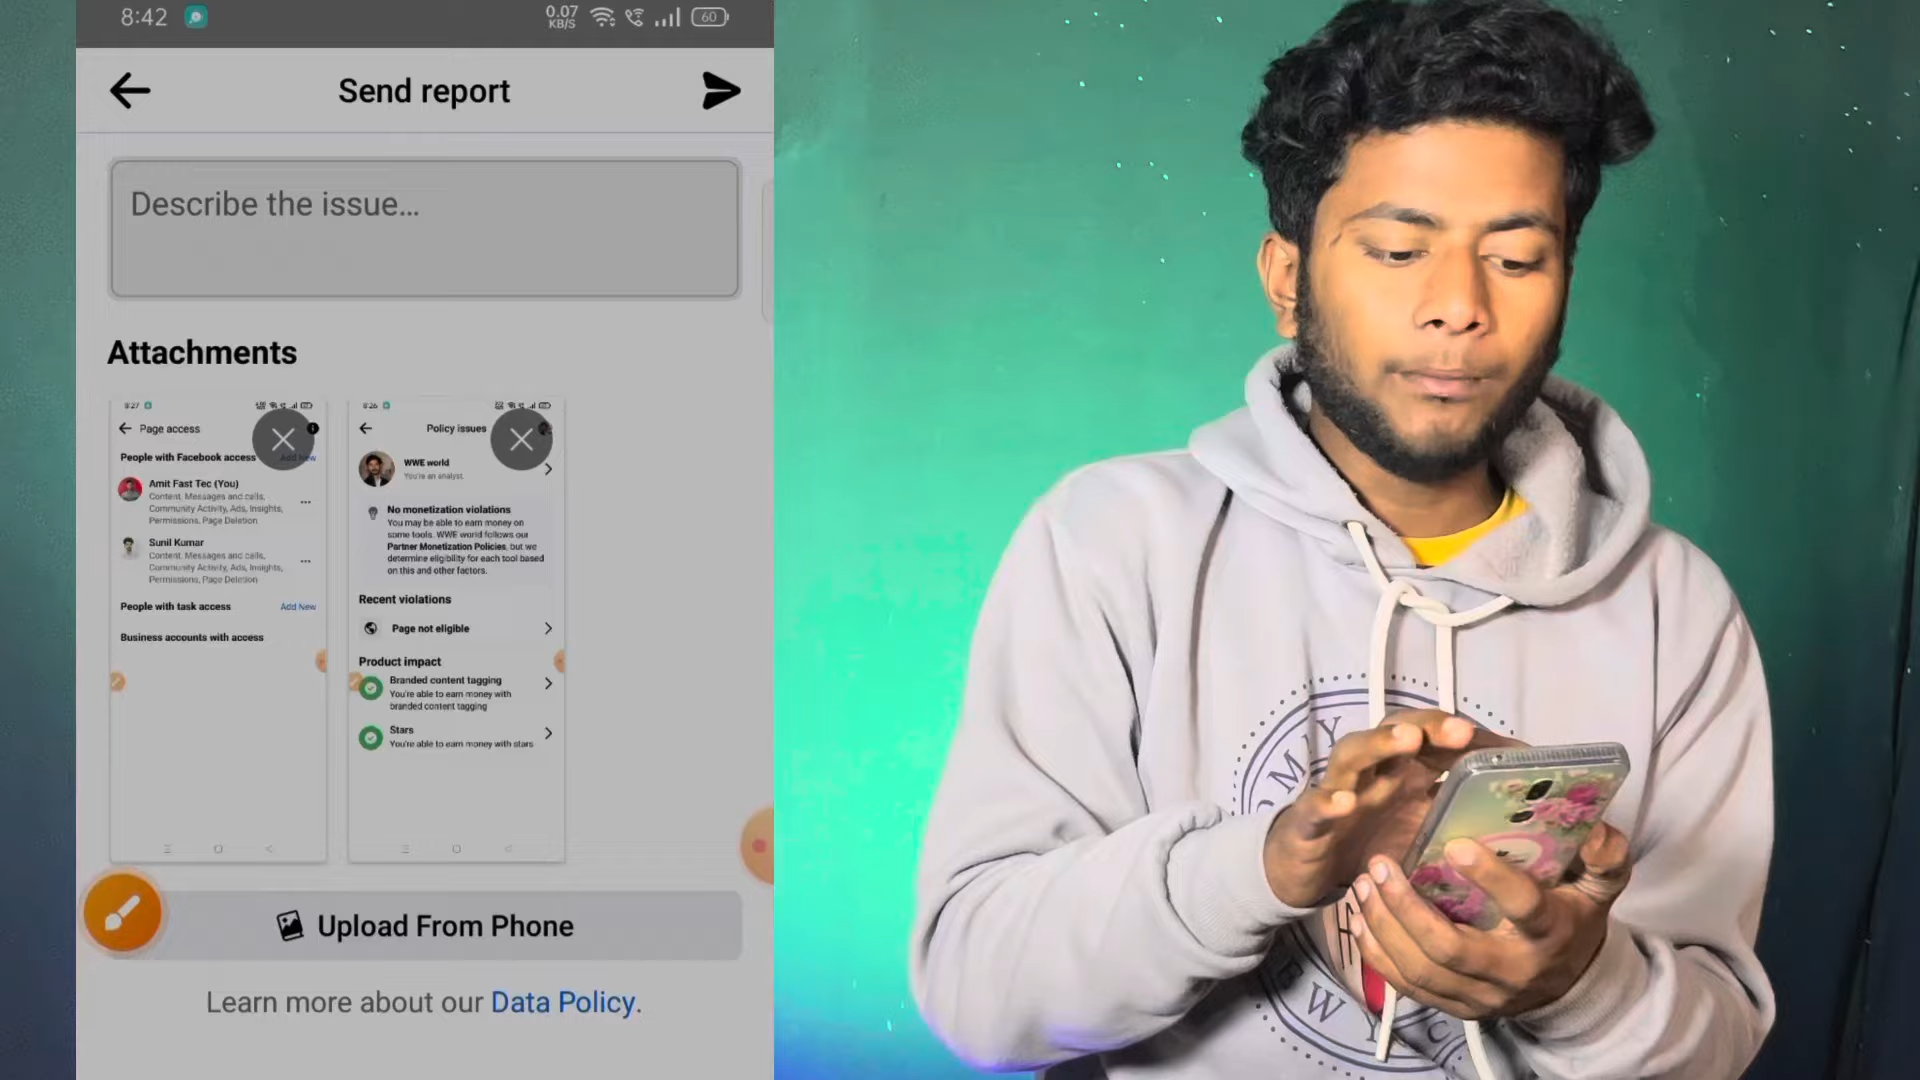 8:42
0.07
KB/S
60
Send report
Describe the issue...
Attachments
8:27
Page access
People with Facebook access
Add New
Amit Fast Tec (You)
Content, Messages and calls,
Community Activity, Ads, Insights,
Permissions, Page Deletion
Sunil Kumar
Content, Messages and calls,
Community Activity, Ads, Insights,
Permissions, Page Deletion
People with task access
Add New
Business accounts with access
8:26
Policy issues
WWE world
You're an analyst.
No monetization violations
You may be able to earn money on
some tools. WWE world follows our
Partner Monetization Policies, but we
determine eligibility for each tool based
on this and other factors.
Recent violations
Page not eligible
Product impact
Branded content tagging
You're able to earn money with
branded content tagging
Stars
You're able to earn money with stars
Upload From Phone
Learn more about our Data Policy.